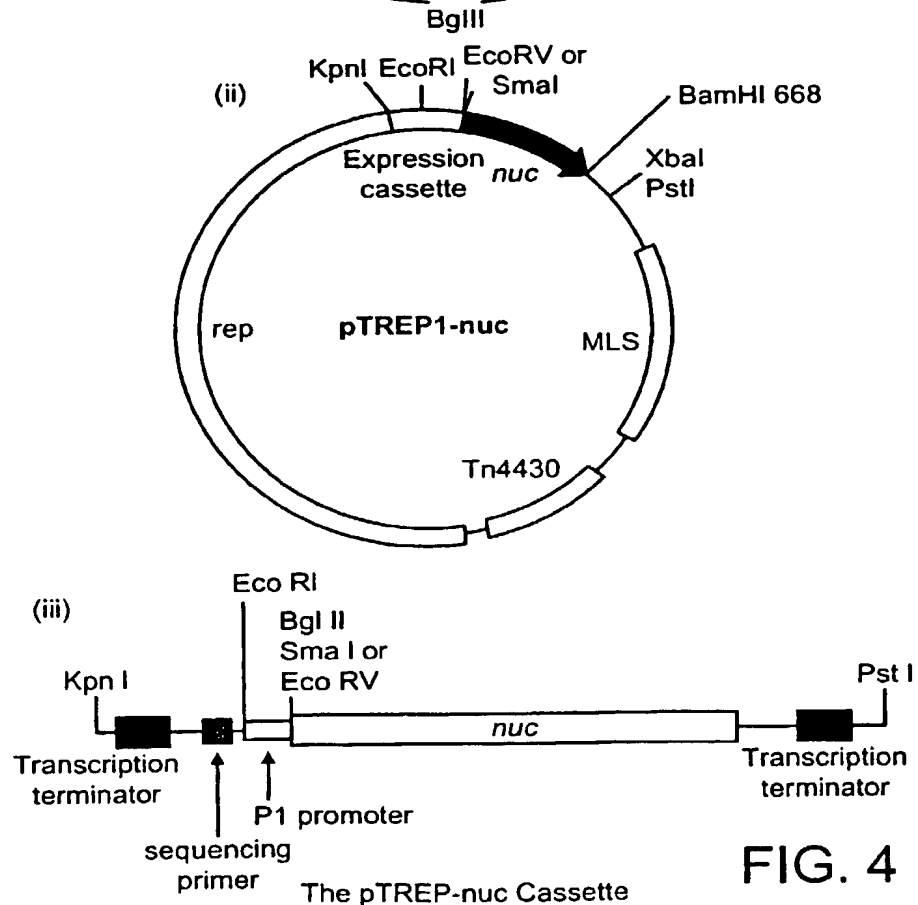 BglII
KpnI EcoRI EcoRV or
SmaI
(ii)
BamHI 668
XbaI
PstI
Expression
cassette
nuc
rep
pTREP1-nuc
MLS
Tn4430
(iii)
Eco RI
Bgl II
Sma I or
Eco RV
Kpn I
Pst I
nuc
Transcription
terminator
Transcription
terminator
P1 promoter
sequencing
primer
The pTREP-nuc Cassette
FIG. 4